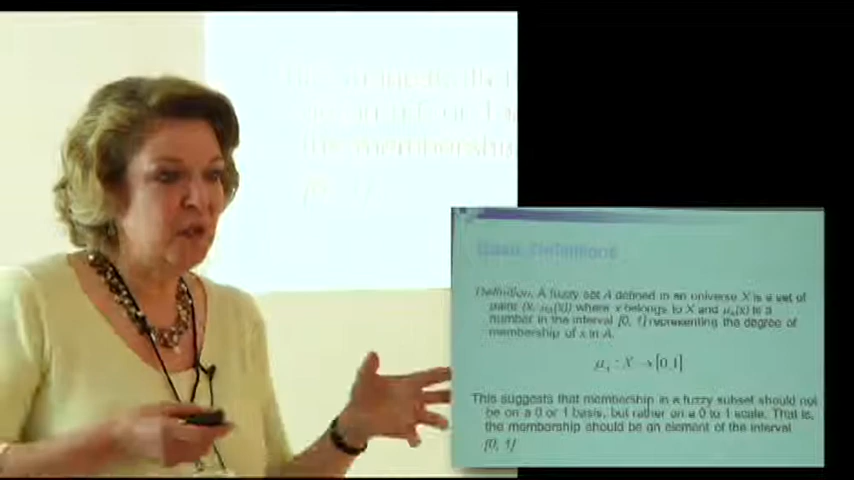 Basic Definitions
Definition. A fuzzy set A defined in an universe X is a set of
pairs (x, μA(x)) where x belongs to X and μA(x) is a
number in the interval [0, 1] representing the degree of
membership of x in A.
μA : X → [0,1]
This suggests that membership in a fuzzy subset should not
be on a 0 or 1 basis, but rather on a 0 to 1 scale. That is,
the membership should be an element of the interval
[0, 1]
the membership should